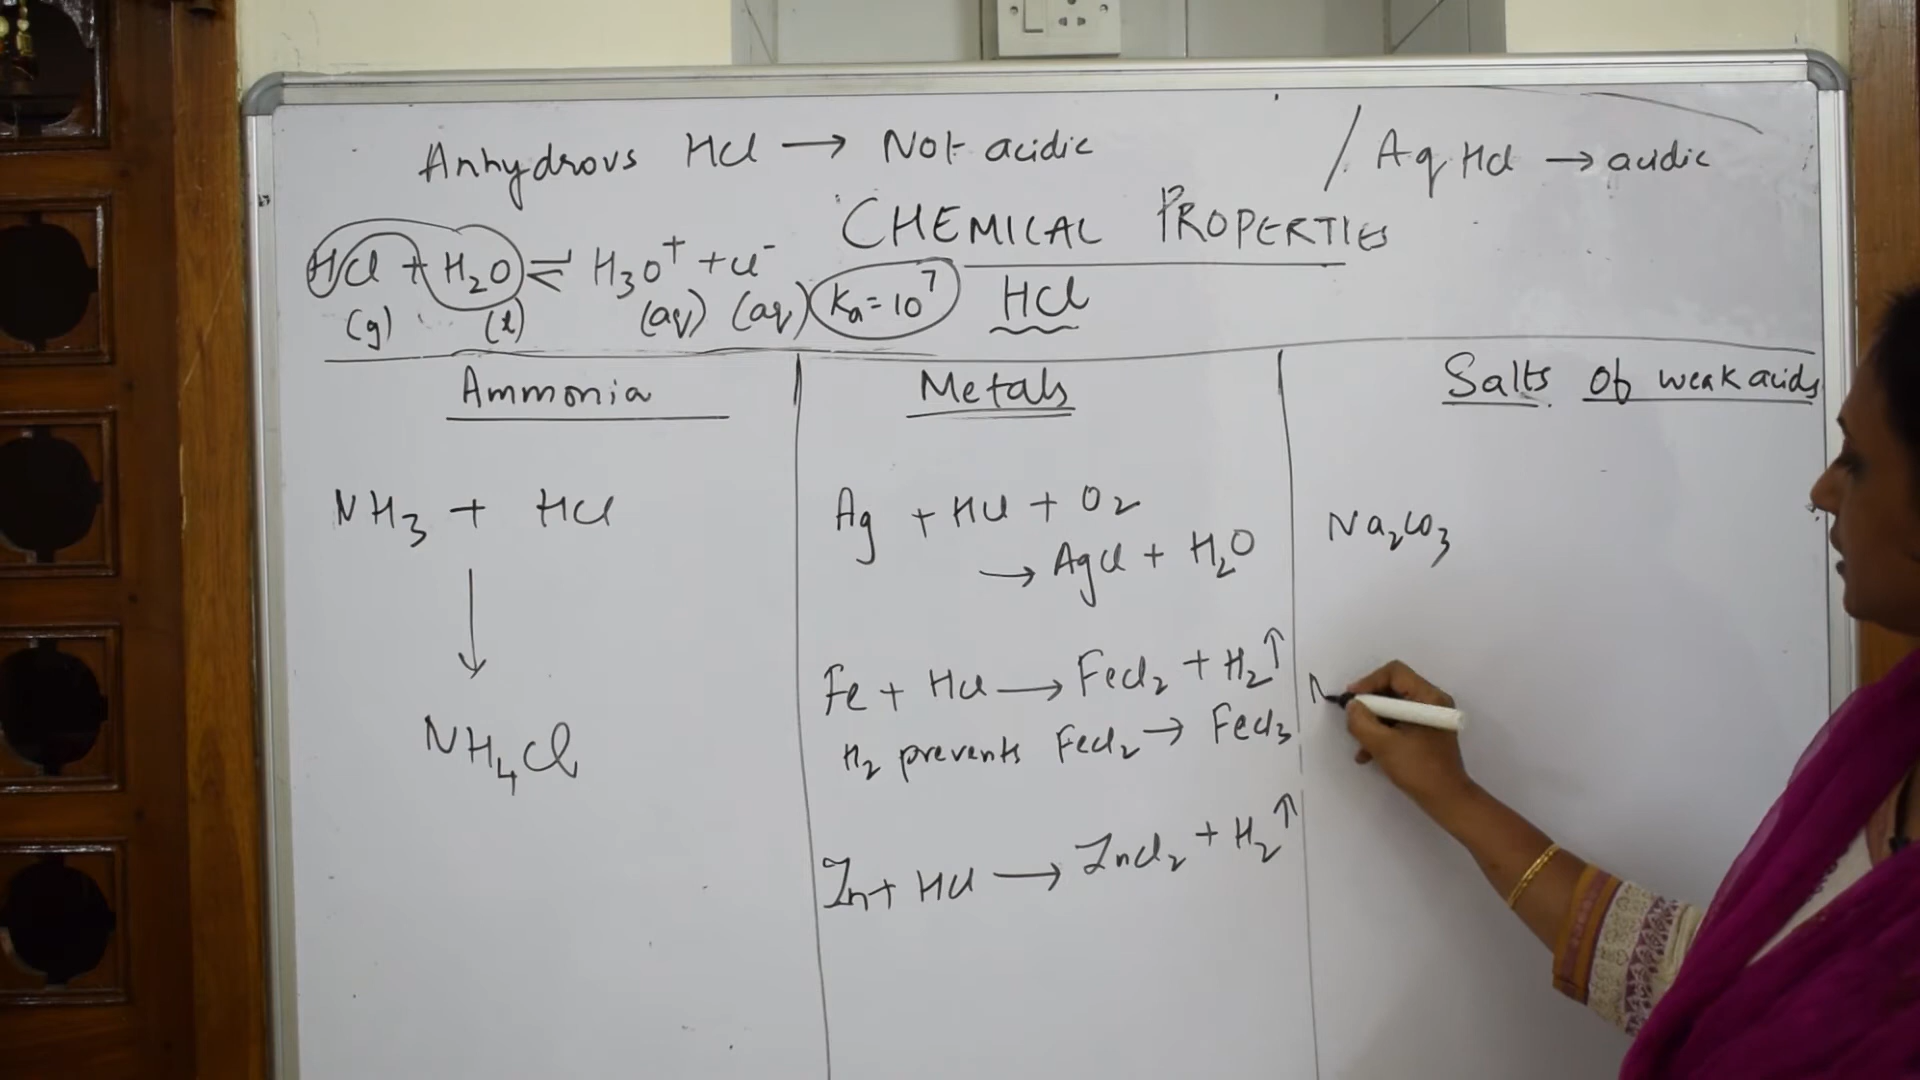 Anhydrous HCl → Not acidic / Aq HCl → acidic
CHEMICAL PROPERTIES
HCl + H₂O ⇌ H₃O⁺ + Cl⁻
(g) (l) (aq) (aq) Ka = 10⁷
HCl
Ammonia
NH₃ + HCl
↓
NH₄Cl
Metals
Ag + HCl + O₂
→ AgCl + H₂O
Fe + HCl → FeCl₂ + H₂↑
H₂ prevents FeCl₂ → FeCl₃
Zn + HCl → ZnCl₂ + H₂↑
Salts of weak acids
Na₂CO₃
N